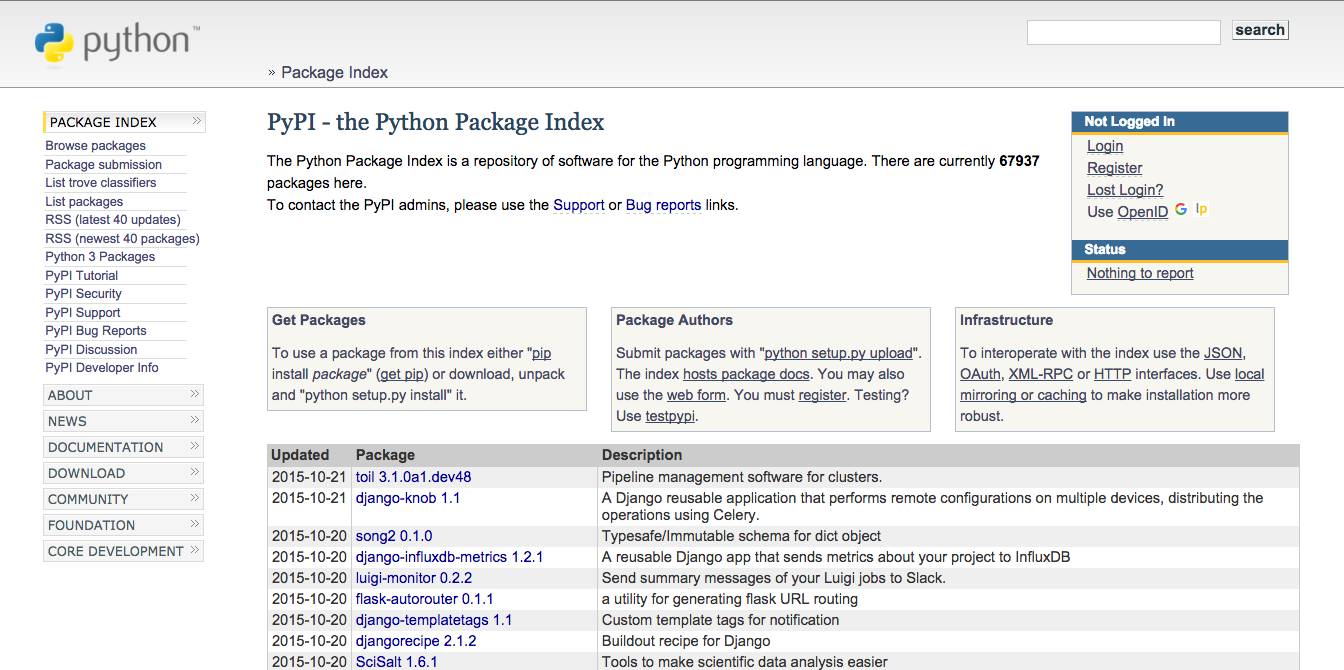 python™
search
» Package Index
PACKAGE INDEX »
Browse packages
Package submission
List trove classifiers
List packages
RSS (latest 40 updates)
RSS (newest 40 packages)
Python 3 Packages
PyPI Tutorial
PyPI Security
PyPI Support
PyPI Bug Reports
PyPI Discussion
PyPI Developer Info
ABOUT »
NEWS »
DOCUMENTATION »
DOWNLOAD »
COMMUNITY »
FOUNDATION »
CORE DEVELOPMENT »
PyPI - the Python Package Index
The Python Package Index is a repository of software for the Python programming language. There are currently 67937
packages here.
To contact the PyPI admins, please use the Support or Bug reports links.
Not Logged In
Login
Register
Lost Login?
Use OpenID G lp
Status
Nothing to report
Get Packages
To use a package from this index either "pip
install package" (get pip) or download, unpack
and "python setup.py install" it.
Package Authors
Submit packages with "python setup.py upload".
The index hosts package docs. You may also
use the web form. You must register. Testing?
Use testpypi.
Infrastructure
To interoperate with the index use the JSON,
OAuth, XML-RPC or HTTP interfaces. Use local
mirroring or caching to make installation more
robust.
Updated Package Description
2015-10-21 toil 3.1.0a1.dev48 Pipeline management software for clusters.
2015-10-21 django-knob 1.1 A Django reusable application that performs remote configurations on multiple devices, distributing the
operations using Celery.
2015-10-20 song2 0.1.0 Typesafe/Immutable schema for dict object
2015-10-20 django-influxdb-metrics 1.2.1 A reusable Django app that sends metrics about your project to InfluxDB
2015-10-20 luigi-monitor 0.2.2 Send summary messages of your Luigi jobs to Slack.
2015-10-20 flask-autorouter 0.1.1 a utility for generating flask URL routing
2015-10-20 django-templatetags 1.1 Custom template tags for notification
2015-10-20 djangorecipe 2.1.2 Buildout recipe for Django
2015-10-20 SciSalt 1.6.1 Tools to make scientific data analysis easier